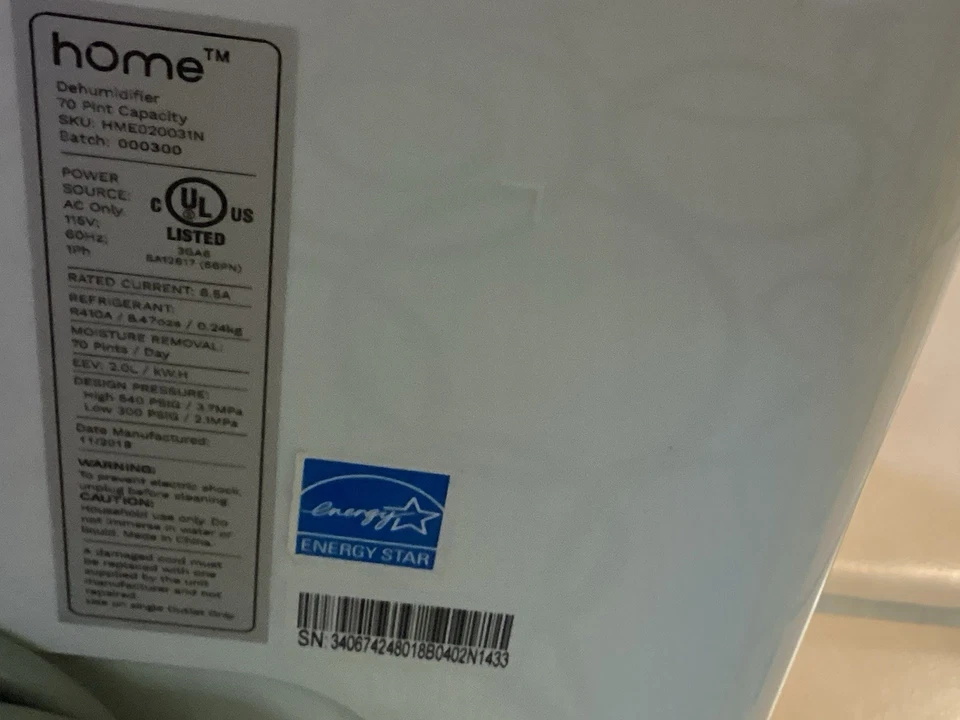 hOme™
Dehumidifier
70 Pint Capacity
SKU: HME020031N
Batch: 000300
POWER
SOURCE:
AC Only.
115V;
60Hz;
1Ph
C UL US
LISTED
3GA6
SA12817 (68PN)
RATED CURRENT:
REFRIGERANT:
R410A / 8.47ozs / 0.24kg
MOISTURE REMOVAL:
70 Pints / Day
EEV: 2.0L / kW.H
DESIGN PRESSURE:
High 540 PSIG / 3.7MPa
Low 300 PSIG / 2.1MPa
Date Manufactured:
11/2018
WARNING:
To prevent electric shock,
unplug before cleaning.
CAUTION:
Household use only. Do
not immerse in water or
liquid. Made in China.
A damaged cord must
be replaced with one
supplied by the unit
manufacturer and not
repaired.
Use on single Outlet Only
energy
ENERGY STAR
SN: 340674248018B0402N1433